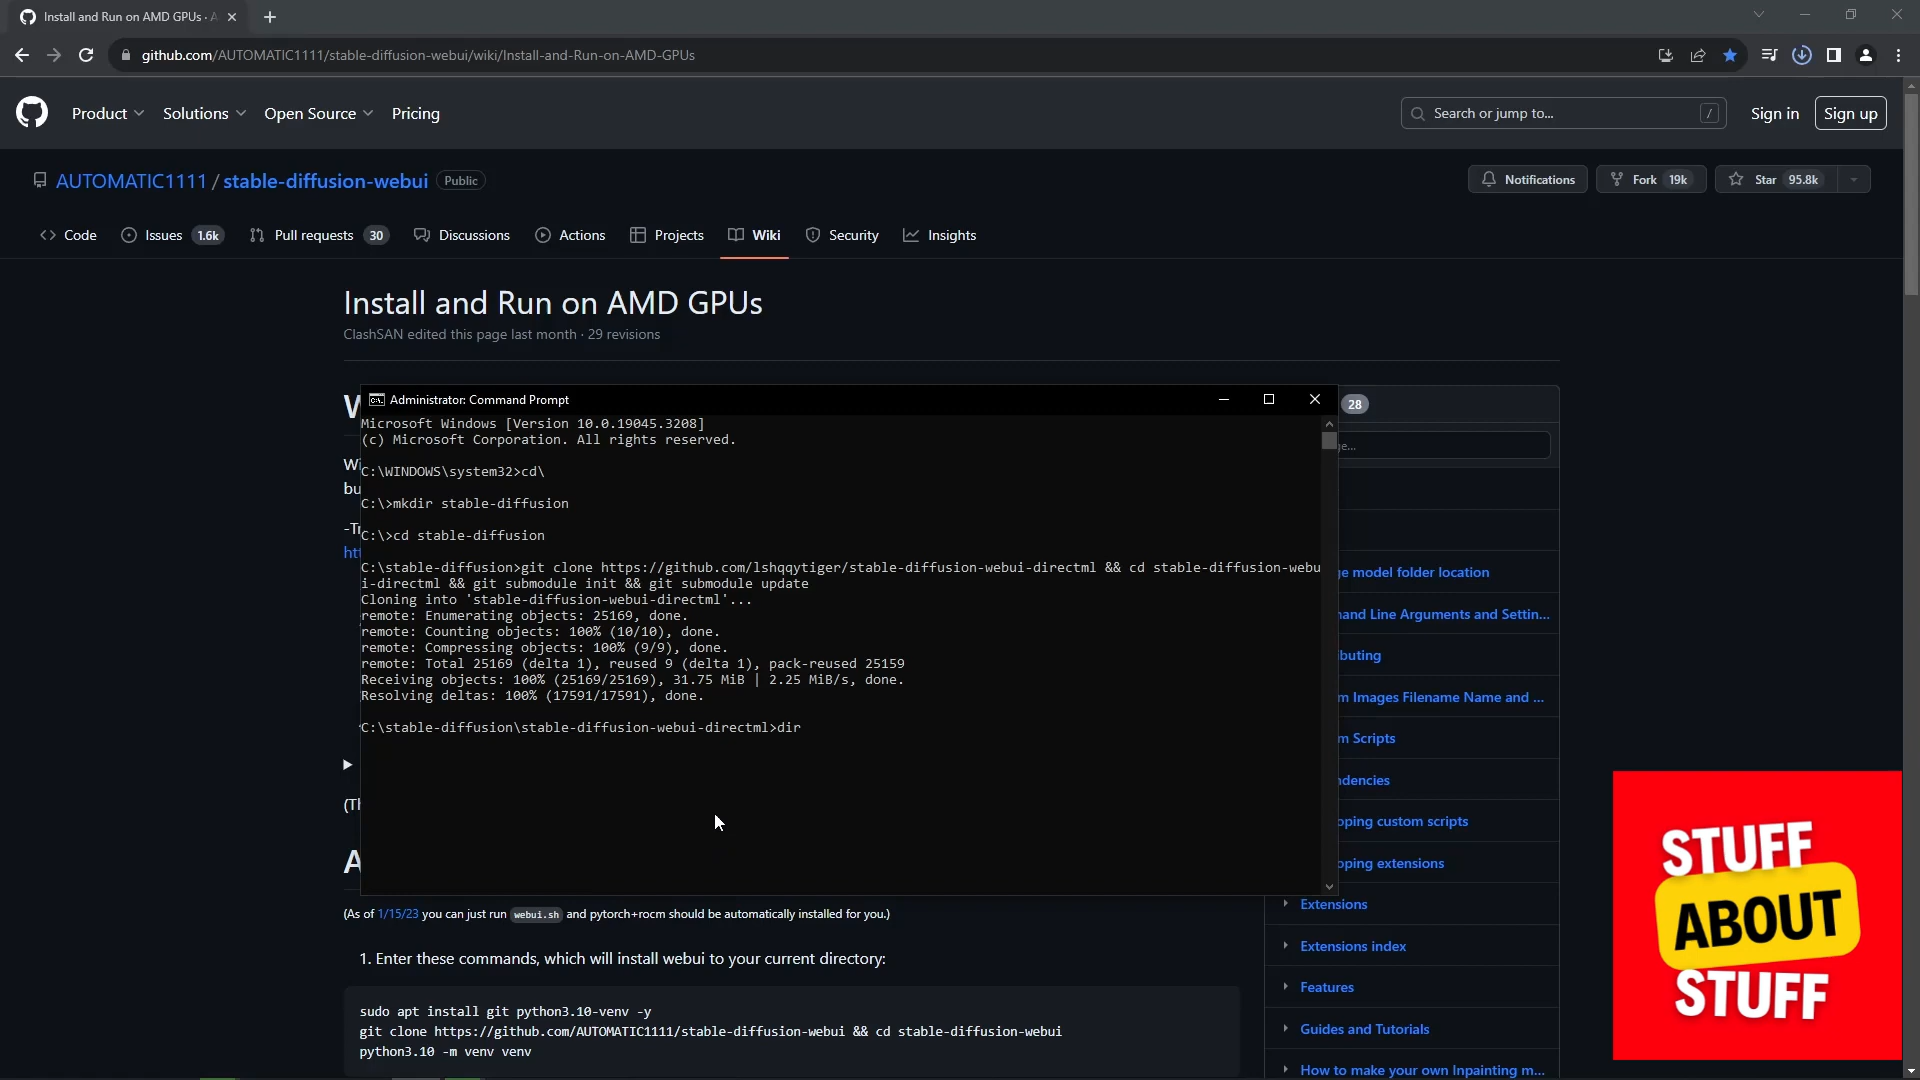 Install and Run on AMD GPUs · A
github.com/AUTOMATIC1111/stable-diffusion-webui/wiki/Install-and-Run-on-AMD-GPUs
Product Solutions Open Source Pricing
Search or jump to... /
Sign in
Sign up
AUTOMATIC1111 / stable-diffusion-webui Public
Notifications Fork 19k Star 95.8k
Code Issues 1.6k Pull requests 30 Discussions Actions Projects Wiki Security Insights
Install and Run on AMD GPUs
ClashSAN edited this page last month · 29 revisions
W
Wi
bu
-Tr
htt
(Th
A
Administrator: Command Prompt
Microsoft Windows [Version 10.0.19045.3208]
(c) Microsoft Corporation. All rights reserved.
C:\WINDOWS\system32>cd\
C:\>mkdir stable-diffusion
C:\>cd stable-diffusion
C:\stable-diffusion>git clone https://github.com/lshqqytiger/stable-diffusion-webui-directml && cd stable-diffusion-webu
i-directml && git submodule init && git submodule update
Cloning into 'stable-diffusion-webui-directml'...
remote: Enumerating objects: 25169, done.
remote: Counting objects: 100% (10/10), done.
remote: Compressing objects: 100% (9/9), done.
remote: Total 25169 (delta 1), reused 9 (delta 1), pack-reused 25159
Receiving objects: 100% (25169/25169), 31.75 MiB | 2.25 MiB/s, done.
Resolving deltas: 100% (17591/17591), done.
C:\stable-diffusion\stable-diffusion-webui-directml>dir
28
e...
e model folder location
and Line Arguments and Settin...
buting
m Images Filename Name and ...
m Scripts
dencies
ping custom scripts
ping extensions
Extensions
Extensions index
Features
Guides and Tutorials
How to make your own Inpainting m...
(As of 1/15/23 you can just run webui.sh and pytorch+rocm should be automatically installed for you.)
1. Enter these commands, which will install webui to your current directory:
sudo apt install git python3.10-venv -y
git clone https://github.com/AUTOMATIC1111/stable-diffusion-webui && cd stable-diffusion-webui
python3.10 -m venv venv
STUFF
ABOUT
STUFF